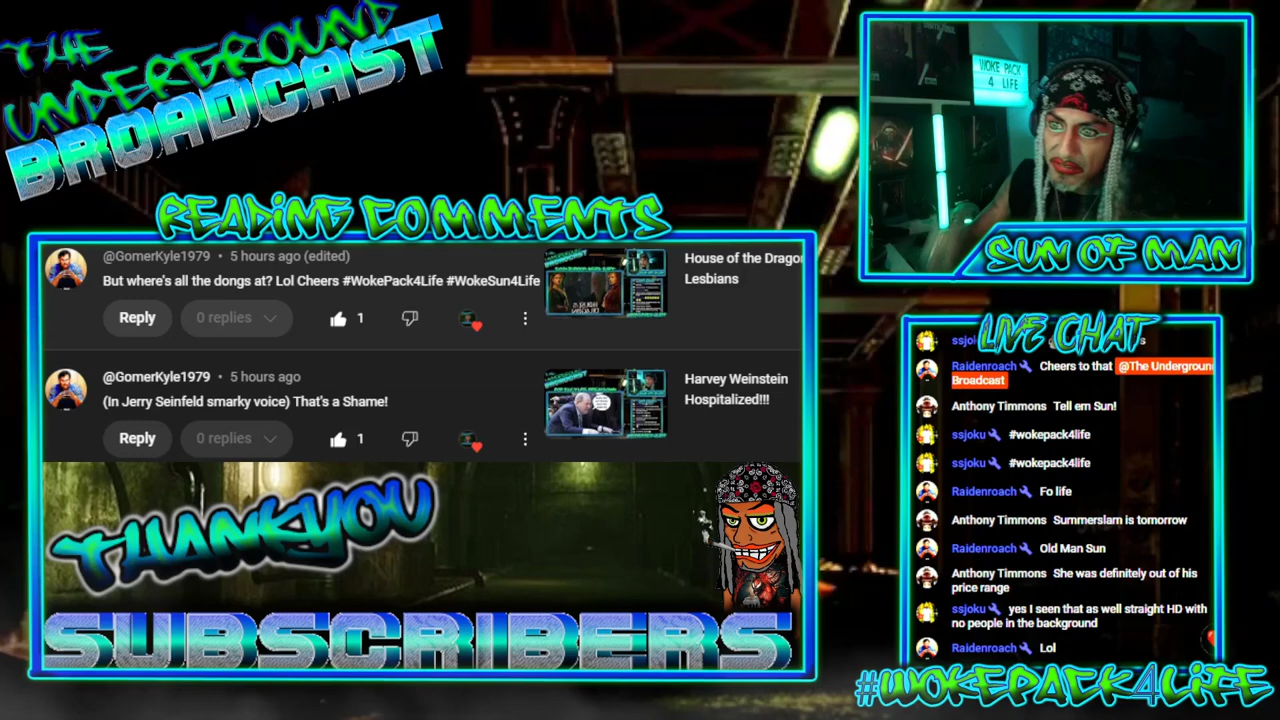 THE
UNDERGROUND
BROADCAST
READING COMMENTS
@GomerKyle1979 • 5 hours ago (edited)
But where's all the dongs at? Lol Cheers #WokePack4Life #WokeSun4Life
Reply
0 replies
1
House of the Dragon
Lesbians
@GomerKyle1979 • 5 hours ago
(In Jerry Seinfeld smarky voice) That's a Shame!
Reply
0 replies
1
Harvey Weinstein
Hospitalized!!!
THANK YOU
SUBSCRIBERS
WOKE PACK
4 LIFE
SUN OF MAN
LIVE CHAT
ssjo
Raidenroach Cheers to that @The Undergroun
Broadcast
Anthony Timmons Tell em Sun!
ssjoku #wokepack4life
ssjoku #wokepack4life
Raidenroach Fo life
Anthony Timmons Summerslam is tomorrow
Raidenroach Old Man Sun
Anthony Timmons She was definitely out of his
price range
ssjoku yes I seen that as well straight HD with
no people in the background
Raidenroach Lol
#WOKEPACK4LIFE